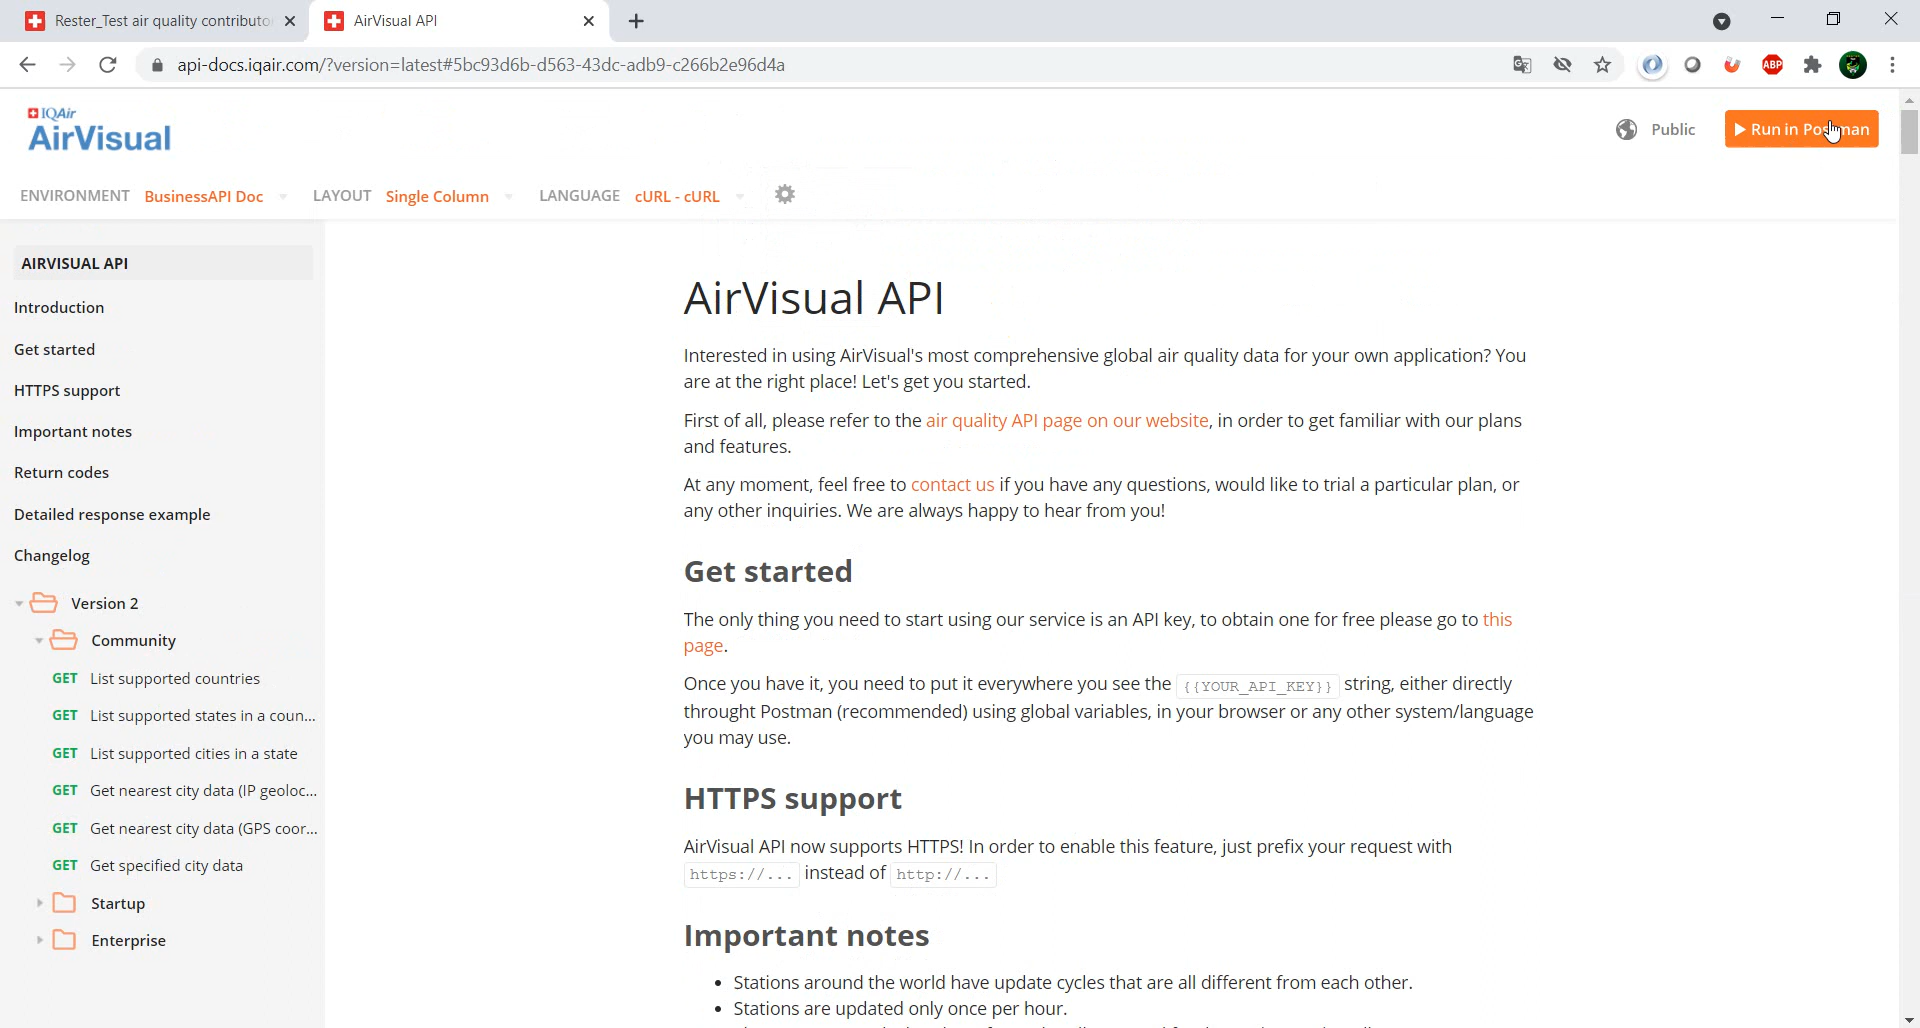 Rester_Test air quality contributo
AirVisual API
api-docs.iqair.com/?version=latest#5bc93d6b-d563-43dc-adb9-c266b2e96d4a
ABP
IQAir
AirVisual
Public
Run in Postman
ENVIRONMENT BusinessAPI Doc LAYOUT Single Column LANGUAGE cURL - cURL
AIRVISUAL API
Introduction
Get started
HTTPS support
Important notes
Return codes
Detailed response example
Changelog
Version 2
Community
GET List supported countries
GET List supported states in a coun...
GET List supported cities in a state
GET Get nearest city data (IP geoloc...
GET Get nearest city data (GPS coor...
GET Get specified city data
Startup
Enterprise
AirVisual API
Interested in using AirVisual's most comprehensive global air quality data for your own application? You
are at the right place! Let's get you started.
First of all, please refer to the air quality API page on our website, in order to get familiar with our plans
and features.
At any moment, feel free to contact us if you have any questions, would like to trial a particular plan, or
any other inquiries. We are always happy to hear from you!
Get started
The only thing you need to start using our service is an API key, to obtain one for free please go to this
page.
Once you have it, you need to put it everywhere you see the {{YOUR_API_KEY}} string, either directly
throught Postman (recommended) using global variables, in your browser or any other system/language
you may use.
HTTPS support
AirVisual API now supports HTTPS! In order to enable this feature, just prefix your request with
https://... instead of http://...
Important notes
• Stations around the world have update cycles that are all different from each other.
• Stations are updated only once per hour.